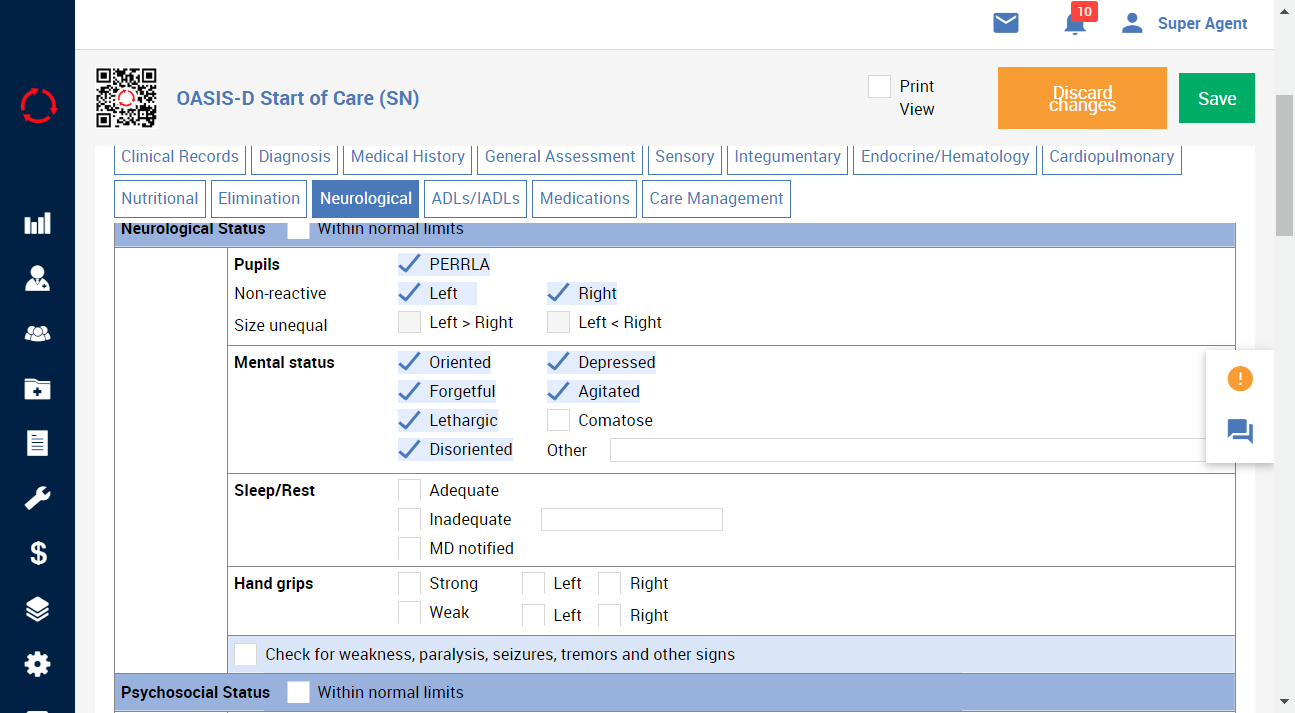 10
Super Agent
OASIS-D Start of Care (SN)
Print
View
Discard
changes
Save
Clinical Records Diagnosis Medical History General Assessment Sensory Integumentary Endocrine/Hematology Cardiopulmonary
Nutritional Elimination Neurological ADLs/IADLs Medications Care Management
Neurological Status Within normal limits
Pupils PERRLA
Non-reactive Left Right
Size unequal Left > Right Left < Right
Mental status Oriented Depressed
Forgetful Agitated
Lethargic Comatose
Disoriented Other
Sleep/Rest Adequate
Inadequate
MD notified
Hand grips Strong Left Right
Weak Left Right
Check for weakness, paralysis, seizures, tremors and other signs
Psychosocial Status Within normal limits